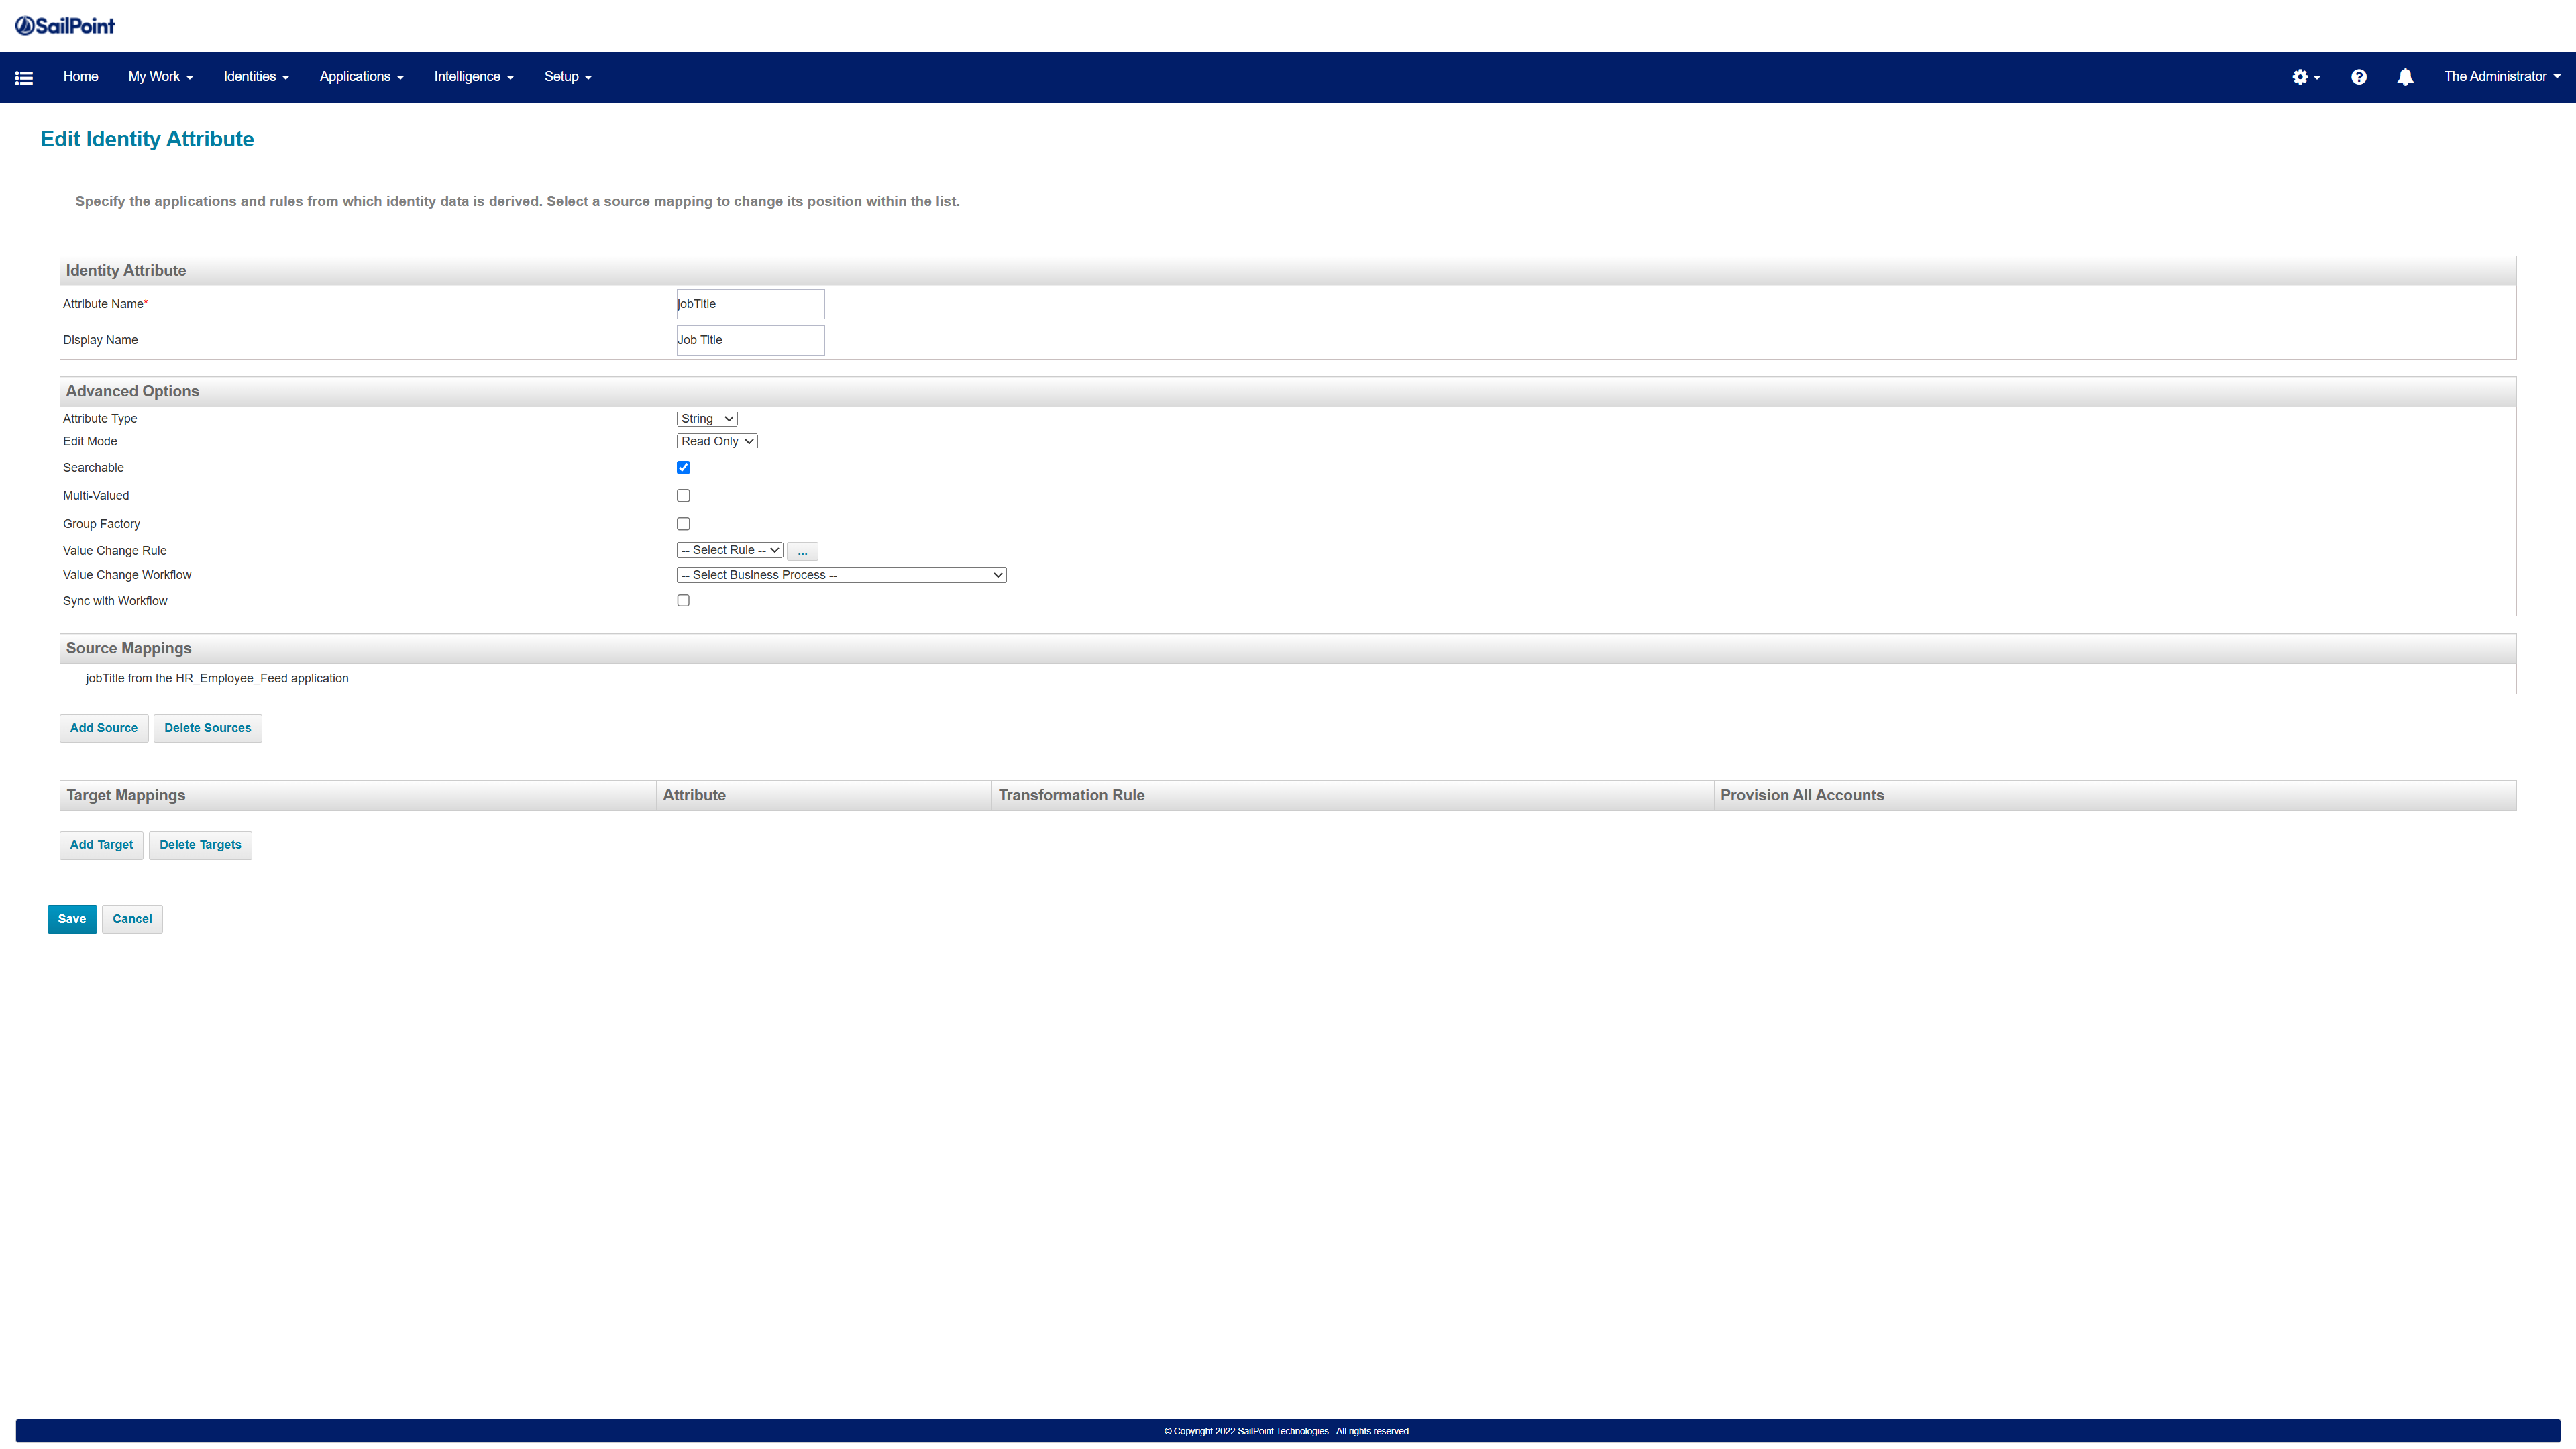 SailPoint
Home My Work Identities Applications Intelligence Setup The Administrator
Edit Identity Attribute
Specify the applications and rules from which identity data is derived. Select a source mapping to change its position within the list.
Identity Attribute
Attribute Name* jobTitle
Display Name Job Title
Advanced Options
Attribute Type String
Edit Mode Read Only
Searchable
Multi-Valued
Group Factory
Value Change Rule -- Select Rule -- ...
Value Change Workflow -- Select Business Process --
Sync with Workflow
Source Mappings
jobTitle from the HR_Employee_Feed application
Add Source Delete Sources
Target Mappings Attribute Transformation Rule Provision All Accounts
Add Target Delete Targets
Save Cancel
© Copyright 2022 SailPoint Technologies - All rights reserved.